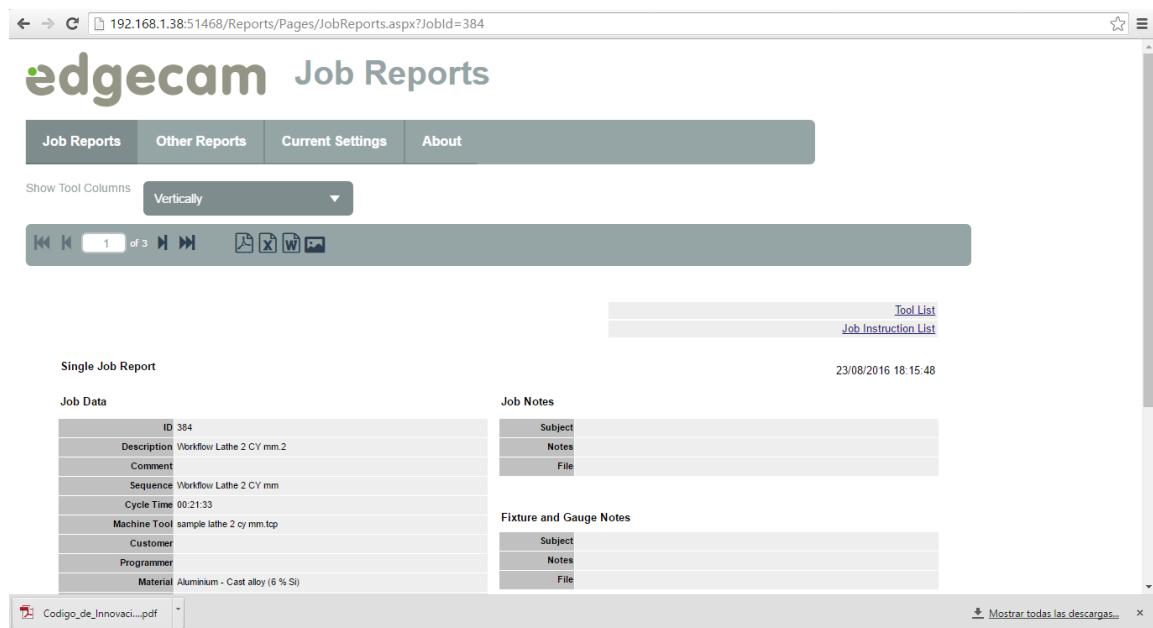 192.168.1.38:51468/Reports/Pages/JobReports.aspx?JobId=384
edgecam Job Reports
Job Reports Other Reports Current Settings About
Show Tool Columns Vertically
1 of 3
Tool List
Job Instruction List
Single Job Report 23/08/2016 18:15:48
Job Data
ID 384
Description Workflow Lathe 2 CY mm.2
Comment
Sequence Workflow Lathe 2 CY mm
Cycle Time 00:21:33
Machine Tool sample lathe 2 cy mm.tcp
Customer
Programmer
Material Aluminium - Cast alloy (6 % Si)
Job Notes
Subject
Notes
File
Fixture and Gauge Notes
Subject
Notes
File
Codigo_de_Innovaci....pdf Mostrar todas las descargas...